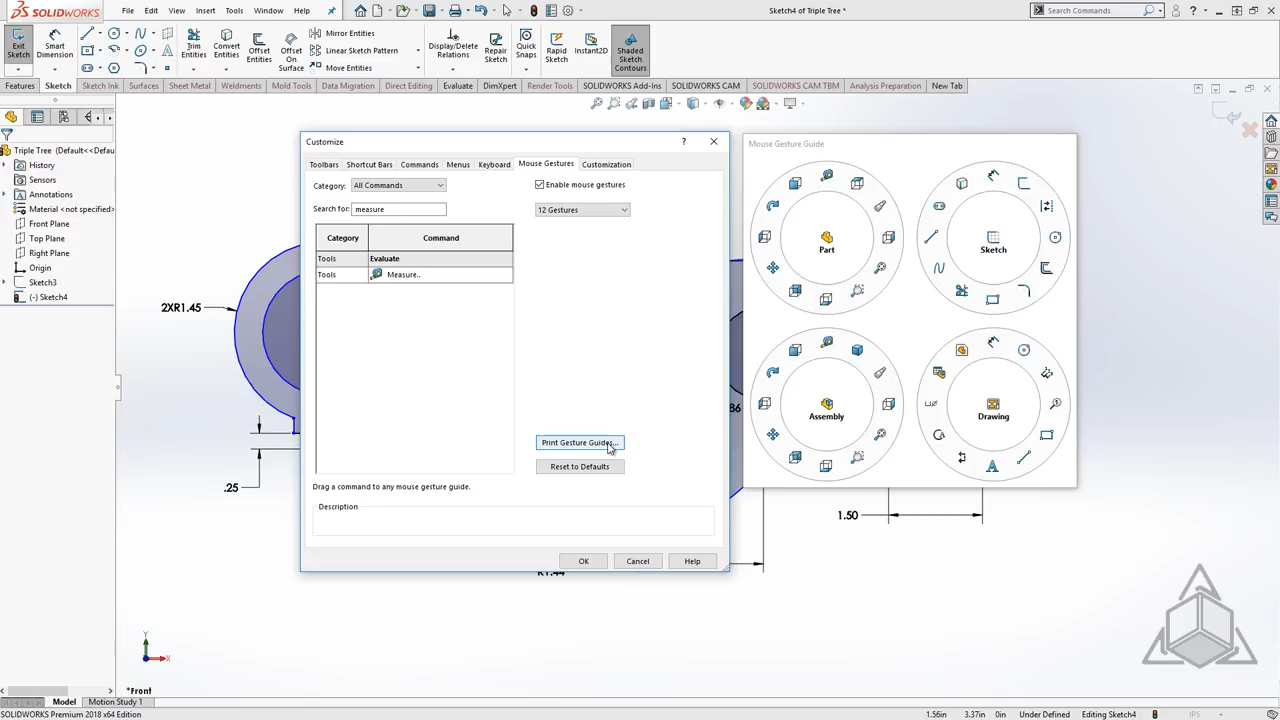 SOLIDWORKS File Edit View Insert Tools Window Help Sketch4 of Triple Tree * Search Commands
Exit Sketch
Smart Dimension
Trim Entities
Convert Entities
Offset Entities
Offset On Surface
Mirror Entities
Linear Sketch Pattern
Move Entities
Display/Delete Relations
Repair Sketch
Quick Snaps
Rapid Sketch
Instant2D
Shaded Sketch Contours
Features Sketch Sketch Ink Surfaces Sheet Metal Weldments Mold Tools Data Migration Direct Editing Evaluate DimXpert Render Tools SOLIDWORKS Add-Ins SOLIDWORKS CAM SOLIDWORKS CAM TBM Analysis Preparation New Tab
Triple Tree (Default<<Defau
History
Sensors
Annotations
Material <not specified>
Front Plane
Top Plane
Right Plane
Origin
Sketch3
(-) Sketch4
2XR1.45
.25
Customize
Toolbars Shortcut Bars Commands Menus Keyboard Mouse Gestures Customization
Category: All Commands
Enable mouse gestures
Search for: measure
12 Gestures
Category Command
Tools Evaluate
Tools Measure..
Print Gesture Guides...
Reset to Defaults
Drag a command to any mouse gesture guide.
Description
OK Cancel Help
Mouse Gesture Guide
Part
Sketch
Assembly
Drawing
86
1.50
R1.44
Y
X
*Front
Model Motion Study 1
SOLIDWORKS Premium 2018 x64 Edition 1.56in 3.37in 0in Under Defined Editing Sketch4 IPS